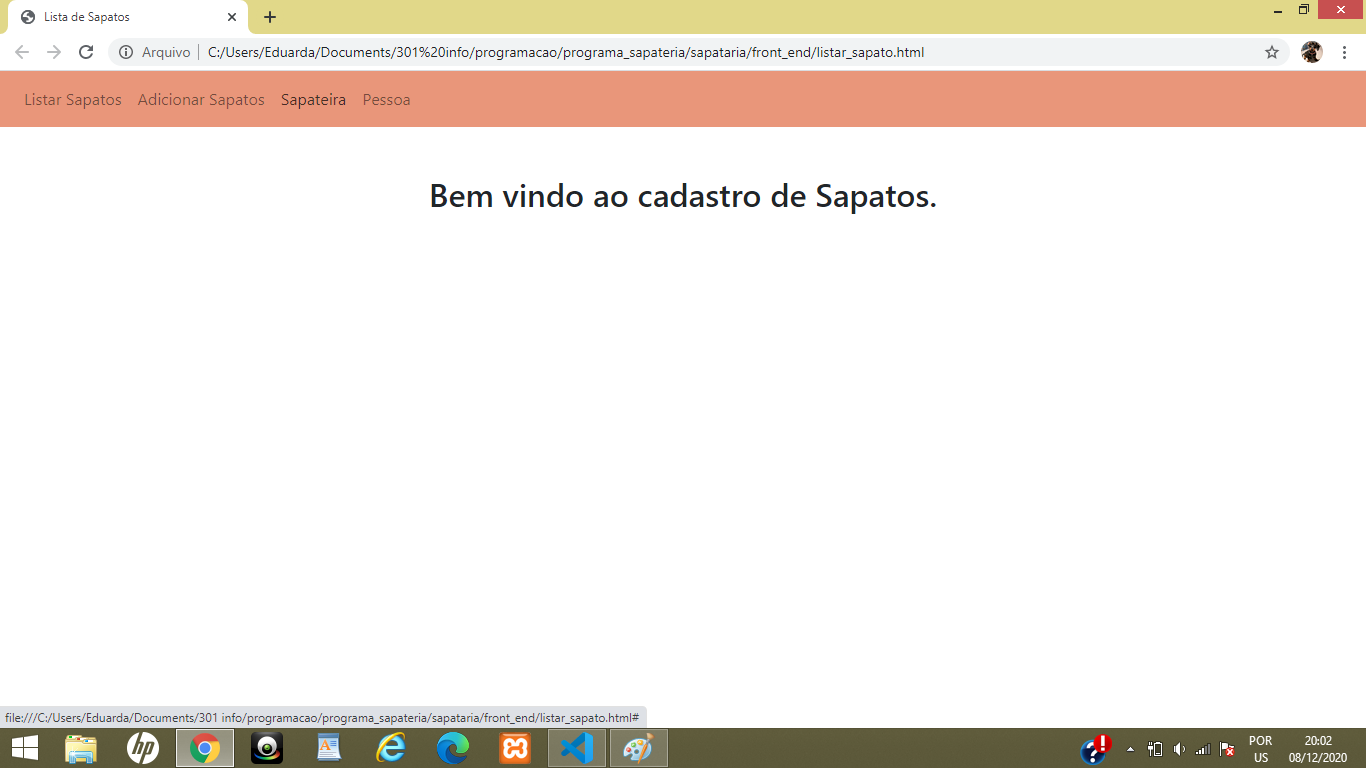 Lista de Sapatos
Arquivo | C:/Users/Eduarda/Documents/301%20info/programacao/programa_sapateria/sapataria/front_end/listar_sapato.html
Listar Sapatos Adicionar Sapatos Sapateira Pessoa
Bem vindo ao cadastro de Sapatos.
file:///C:/Users/Eduarda/Documents/301 info/programacao/programa_sapateria/sapataria/front_end/listar_sapato.html#
hp
POR 20:02
US 08/12/2020